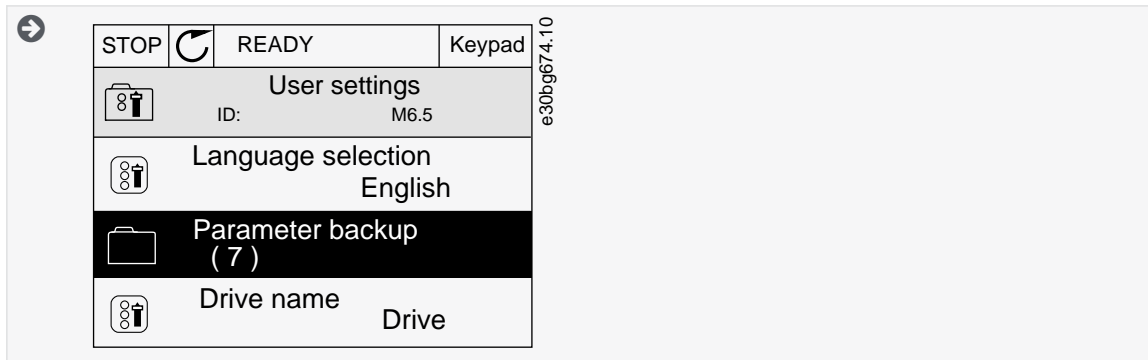 STOP READY Keypad
User settings
ID: M6.5
Language selection
English
Parameter backup
( 7 )
Drive name
Drive
e30bg674.10